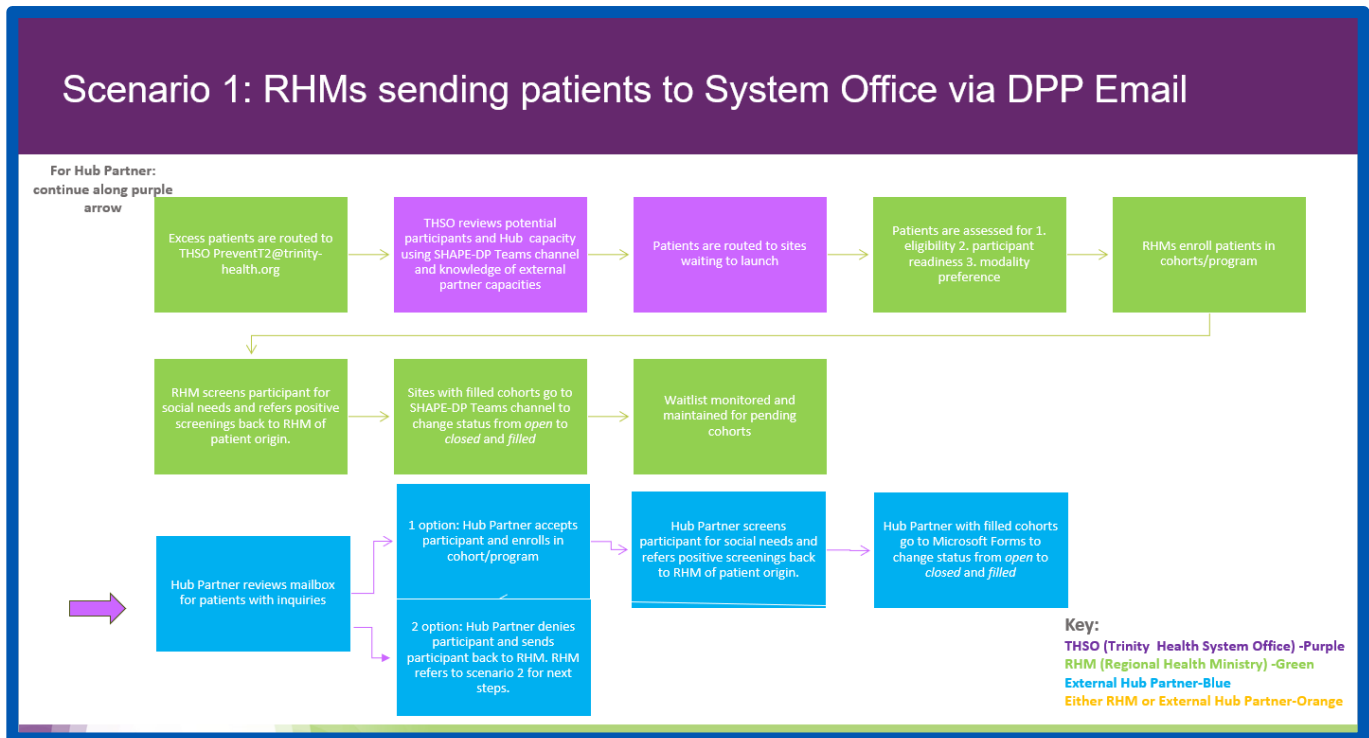 Scenario 1: RHMs sending patients to System Office via DPP Email
For Hub Partner:
continue along purple
arrow
Excess patients are routed to
THSO PreventT2@trinity-
health.org
THSO reviews potential
participants and Hub capacity
using SHAPE-DP Teams channel
and knowledge of external
partner capacities
Patients are routed to sites
waiting to launch
Patients are assessed for 1.
eligibility 2. participant
readiness 3. modality
preference
RHMs enroll patients in
cohorts/program
RHM screens participant for
social needs and refers positive
screenings back to RHM of
patient origin.
Sites with filled cohorts go to
SHAPE-DP Teams channel to
change status from open to
closed and filled
Waitlist monitored and
maintained for pending
cohorts
Hub Partner reviews mailbox
for patients with inquiries
1 option: Hub Partner accepts
participant and enrolls in
cohort/program
Hub Partner screens
participant for social needs and
refers positive screenings back
to RHM of patient origin.
Hub Partner with filled cohorts
go to Microsoft Forms to
change status from open to
closed and filled
2 option: Hub Partner denies
participant and sends
participant back to RHM. RHM
refers to scenario 2 for next
steps.
Key:
THSO (Trinity Health System Office) -Purple
RHM (Regional Health Ministry) -Green
External Hub Partner-Blue
Either RHM or External Hub Partner-Orange